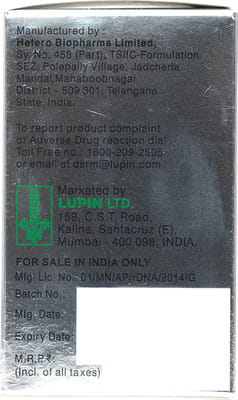 Manufactured by :
Hetero Biopharma Limited,
Sy. No. 458 (Part), TSIIC-Formulation
SEZ, Polepally Village, Jadcherla
Mandal, Mahaboobnagar
District - 509 301, Telangana
State, India.
To report product complaint
or Adverse Drug reaction dial
Toll Free no.: 1800-209-2505
or email at dsrm@lupin.com
Marketed by :
LUPIN LTD.
159, C.S.T. Road,
Kalina, Santacruz (E),
Mumbai - 400 098, INDIA.
FOR SALE IN INDIA ONLY
Mfg. Lic. No.: 01/MN/AP/rDNA/2014/G
Batch No.:
Mfg. Date:
Expiry Date:
M.R.P.₹:
(Incl. of all taxes)